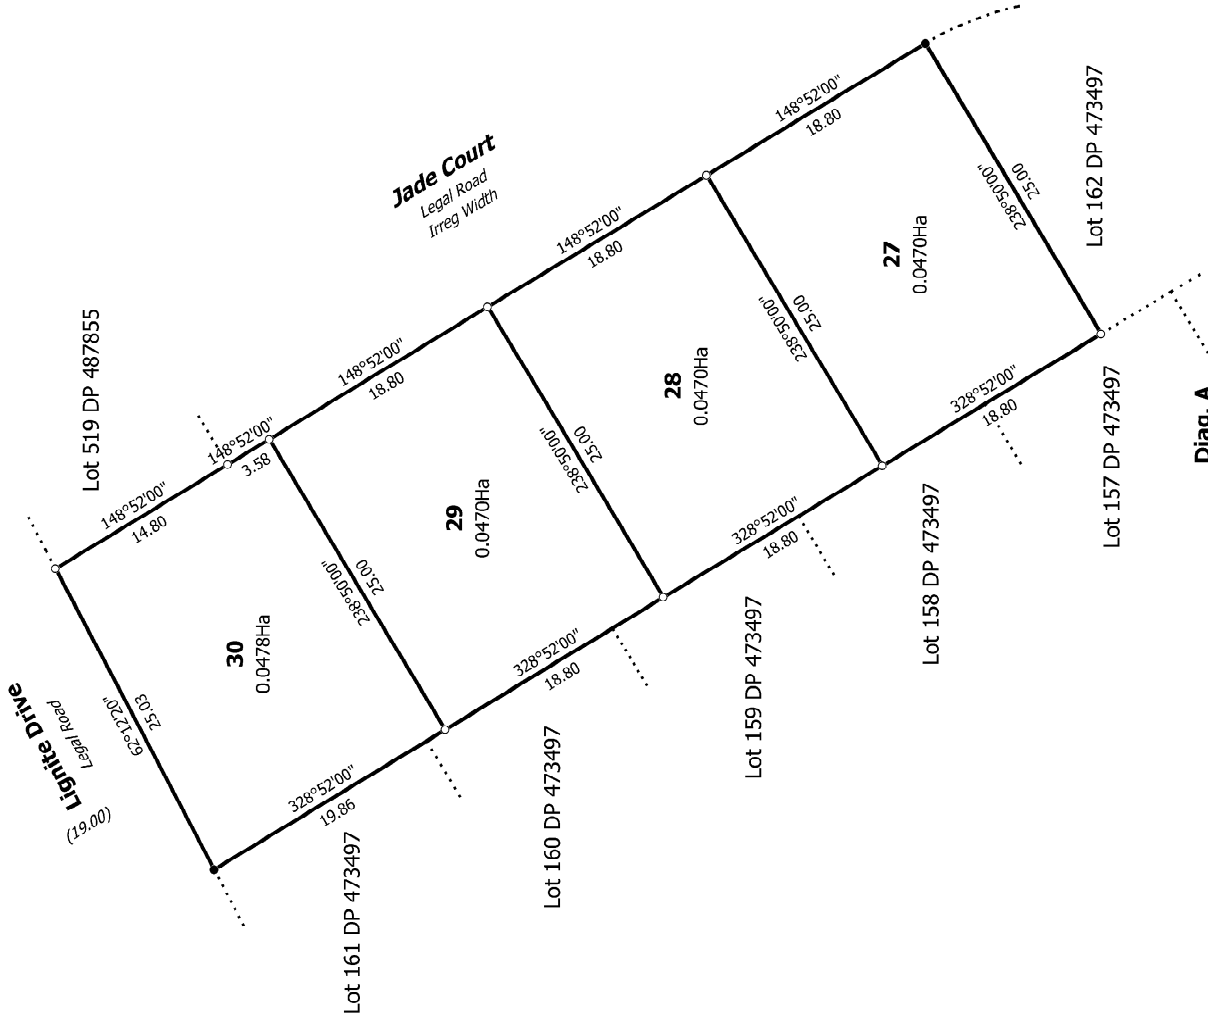 Jade Court
Legal Road
Irreg Width
Lot 519 DP 487855
Lignite Drive
Legal Road
(19.00)
148°52'00"
14.80
148°52'00"
3.58
148°52'00"
18.80
148°52'00"
18.80
148°52'00"
18.80
62°12'20"
25.03
30
0.0478Ha
238°50'00"
25.00
29
0.0470Ha
238°50'00"
25.00
28
0.0470Ha
238°50'00"
25.00
27
0.0470Ha
238°50'00"
25.00
328°52'00"
19.86
328°52'00"
18.80
328°52'00"
18.80
328°52'00"
18.80
Lot 161 DP 473497
Lot 160 DP 473497
Lot 159 DP 473497
Lot 158 DP 473497
Lot 157 DP 473497
Lot 162 DP 473497
Diag. A